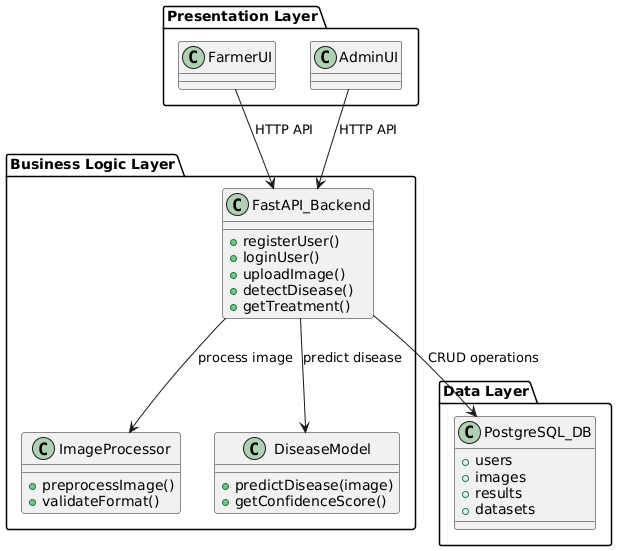 Presentation Layer
C FarmerUI
C AdminUI
HTTP API
HTTP API
Business Logic Layer
C FastAPI_Backend
registerUser()
loginUser()
uploadImage()
detectDisease()
getTreatment()
process image
predict disease
CRUD operations
Data Layer
C ImageProcessor
preprocessImage()
validateFormat()
C DiseaseModel
predictDisease(image)
getConfidenceScore()
C PostgreSQL_DB
users
images
results
datasets